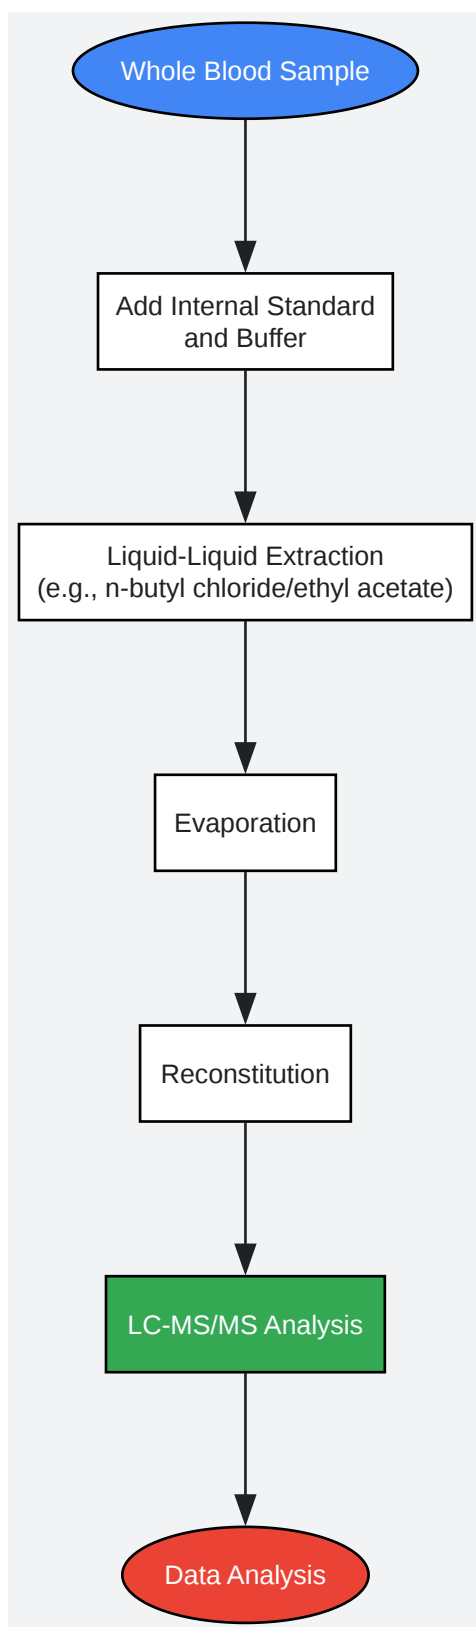 Whole Blood Sample
Add Internal Standard
and Buffer
Liquid-Liquid Extraction
(e.g., n-butyl chloride/ethyl acetate)
Evaporation
Reconstitution
LC-MS/MS Analysis
Data Analysis